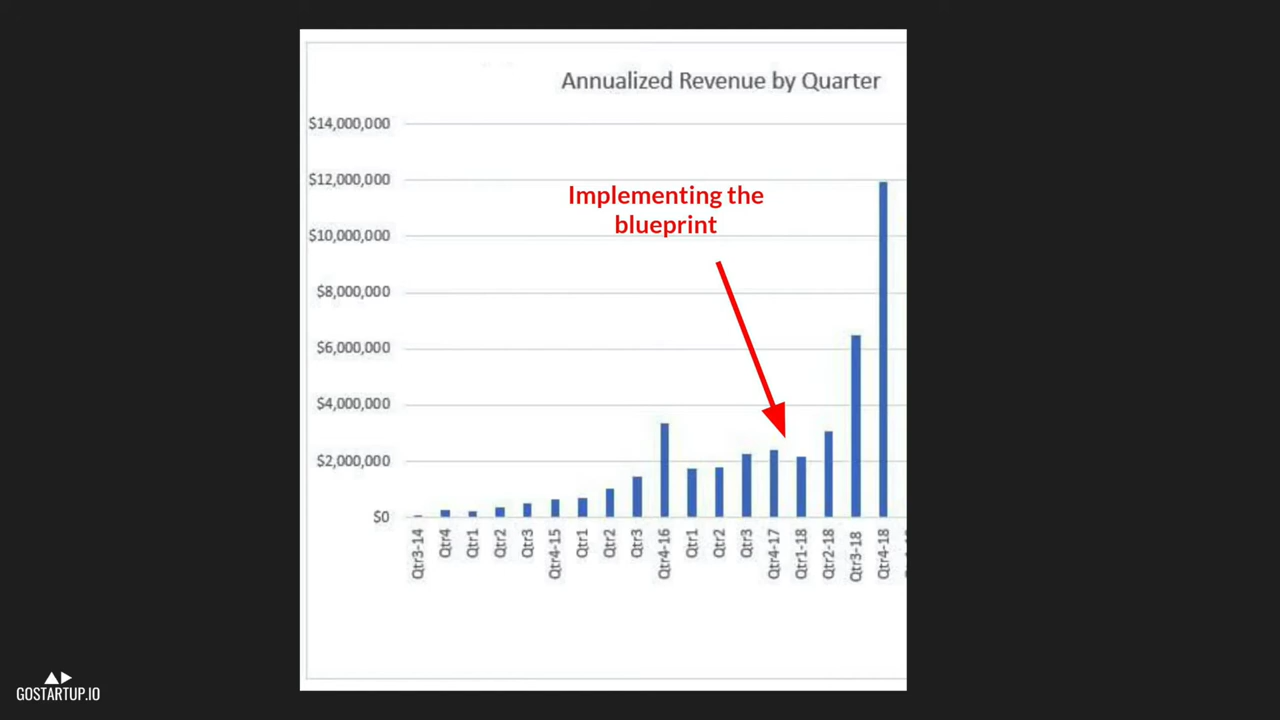 Annualized Revenue by Quarter
$14,000,000
$12,000,000
Implementing the
blueprint
$10,000,000
$8,000,000
$6,000,000
$4,000,000
$2,000,000
$0
Qtr3-14
Qtr4
Qtr1
Qtr2
Qtr3
Qtr4-15
Qtr1
Qtr2
Qtr3
Qtr4-16
Qtr1
Qtr2
Qtr3
Qtr4-17
Qtr1-18
Qtr2-18
Qtr3-18
Qtr4-18
GOSTARTUP.IO